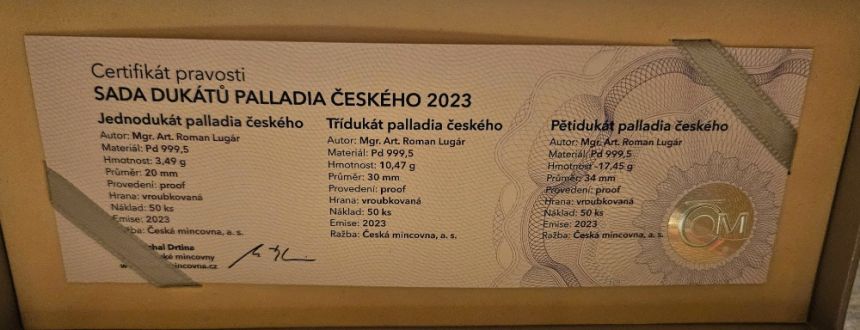 Certifikát pravosti
SADA DUKÁTŮ PALLADIA ČESKÉHO 2023
Jednodukát palladia českého
Autor: Mgr. Art. Roman Lugár
Materiál: Pd 999,5
Hmotnost: 3,49 g
Průměr: 20 mm
Provedení: proof
Hrana: vroubkovaná
Náklad: 50 ks
Emise: 2023
Česká mincovna, a. s.
Drtina
mincovny
Třídukát palladia českého
Autor: Mgr. Art. Roman Lugár
Materiál: Pd 999,5
Hmotnost: 10,47 g
Průměr: 30 mm
Provedení: proof
Hrana: vroubkovaná
Náklad: 50 ks
Emise: 2023
Ražba: Česká mincovna, a. s.
Pětidukát palladia českého
Autor: Mgr. Art. Roman Lugár
Materiál: Pd 999,5
Hmotnost: 17,45 g
Průměr: 34 mm
Provedení: proof
Hrana: vroubkovaná
Náklad: 50 ks
Emise: 2023
Ražba: Česká mincovna, a. s.
ČM